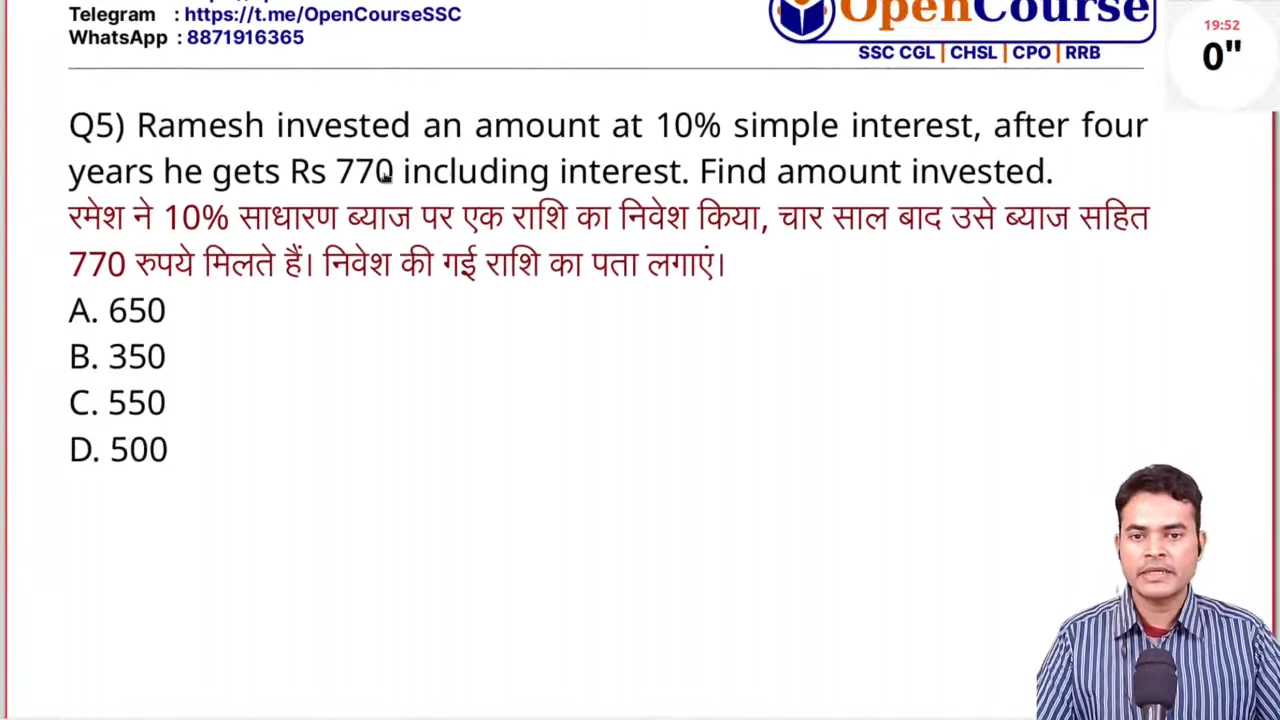 Telegram : https://t.me/OpenCourseSSC
WhatsApp : 8871916365
OpenCourse
SSC CGL | CHSL | CPO | RRB
19:52
0"
Q5) Ramesh invested an amount at 10% simple interest, after four
years he gets Rs 770 including interest. Find amount invested.
रमेश ने 10% साधारण ब्याज पर एक राशि का निवेश किया, चार साल बाद उसे ब्याज सहित
770 रुपये मिलते हैं। निवेश की गई राशि का पता लगाएं।
A. 650
B. 350
C. 550
D. 500